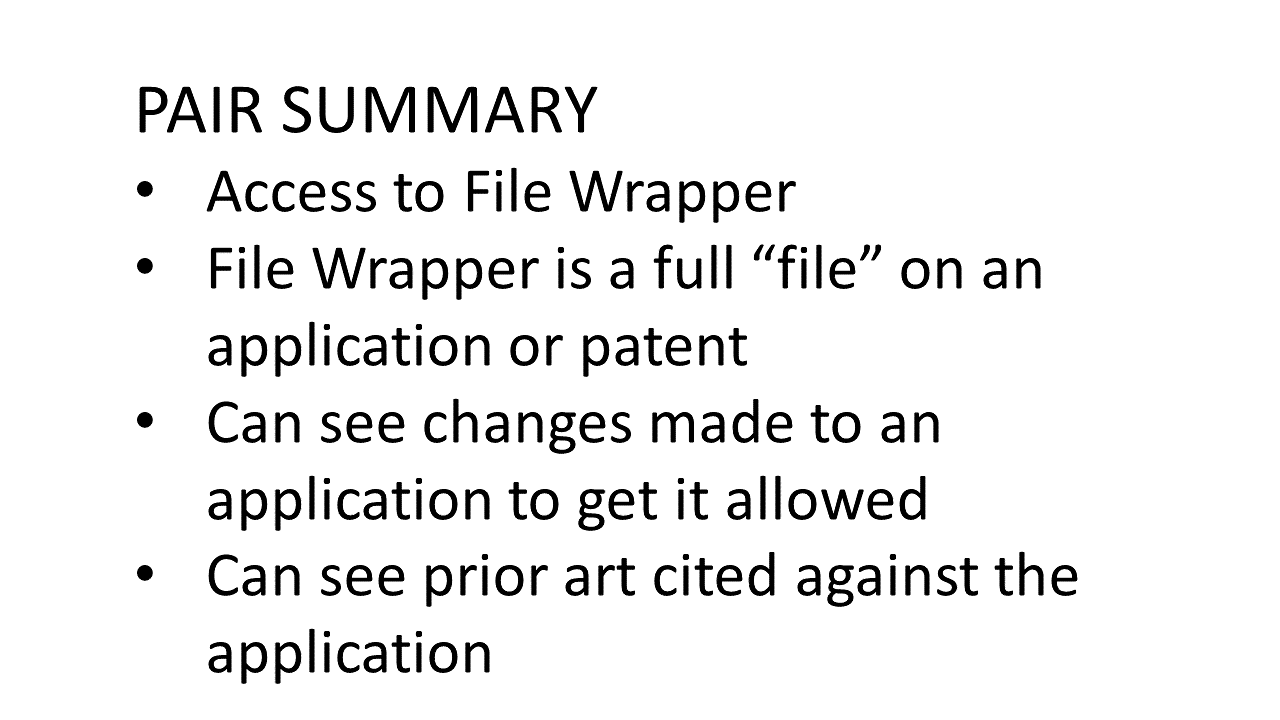 PAIR SUMMARY
• Access to File Wrapper
• File Wrapper is a full “file” on an
application or patent
• Can see changes made to an
application to get it allowed
• Can see prior art cited against the
application